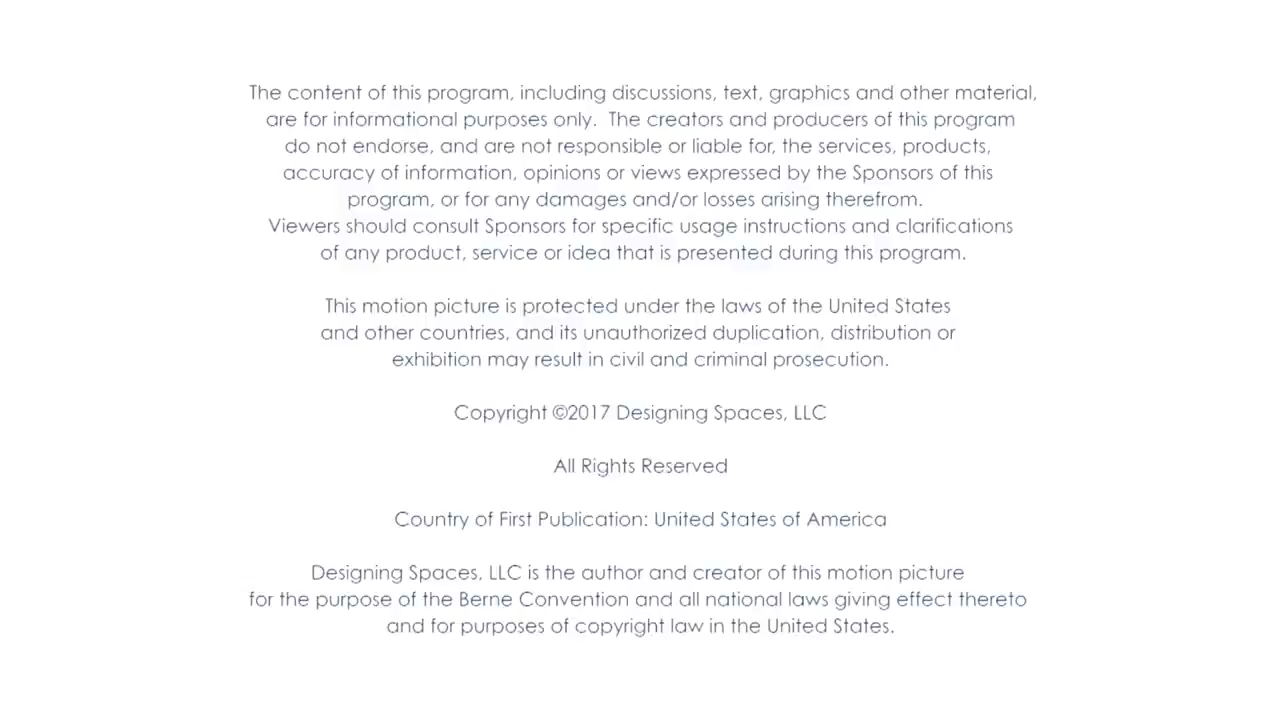 The content of this program, including discussions, text, graphics and other material,
are for informational purposes only. The creators and producers of this program
do not endorse, and are not responsible or liable for, the services, products,
accuracy of information, opinions or views expressed by the Sponsors of this
program, or for any damages and/or losses arising therefrom.
Viewers should consult Sponsors for specific usage instructions and clarifications
of any product, service or idea that is presented during this program.
This motion picture is protected under the laws of the United States
and other countries, and its unauthorized duplication, distribution or
exhibition may result in civil and criminal prosecution.
Copyright ©2017 Designing Spaces, LLC
All Rights Reserved
Country of First Publication: United States of America
Designing Spaces, LLC is the author and creator of this motion picture
for the purpose of the Berne Convention and all national laws giving effect thereto
and for purposes of copyright law in the United States.